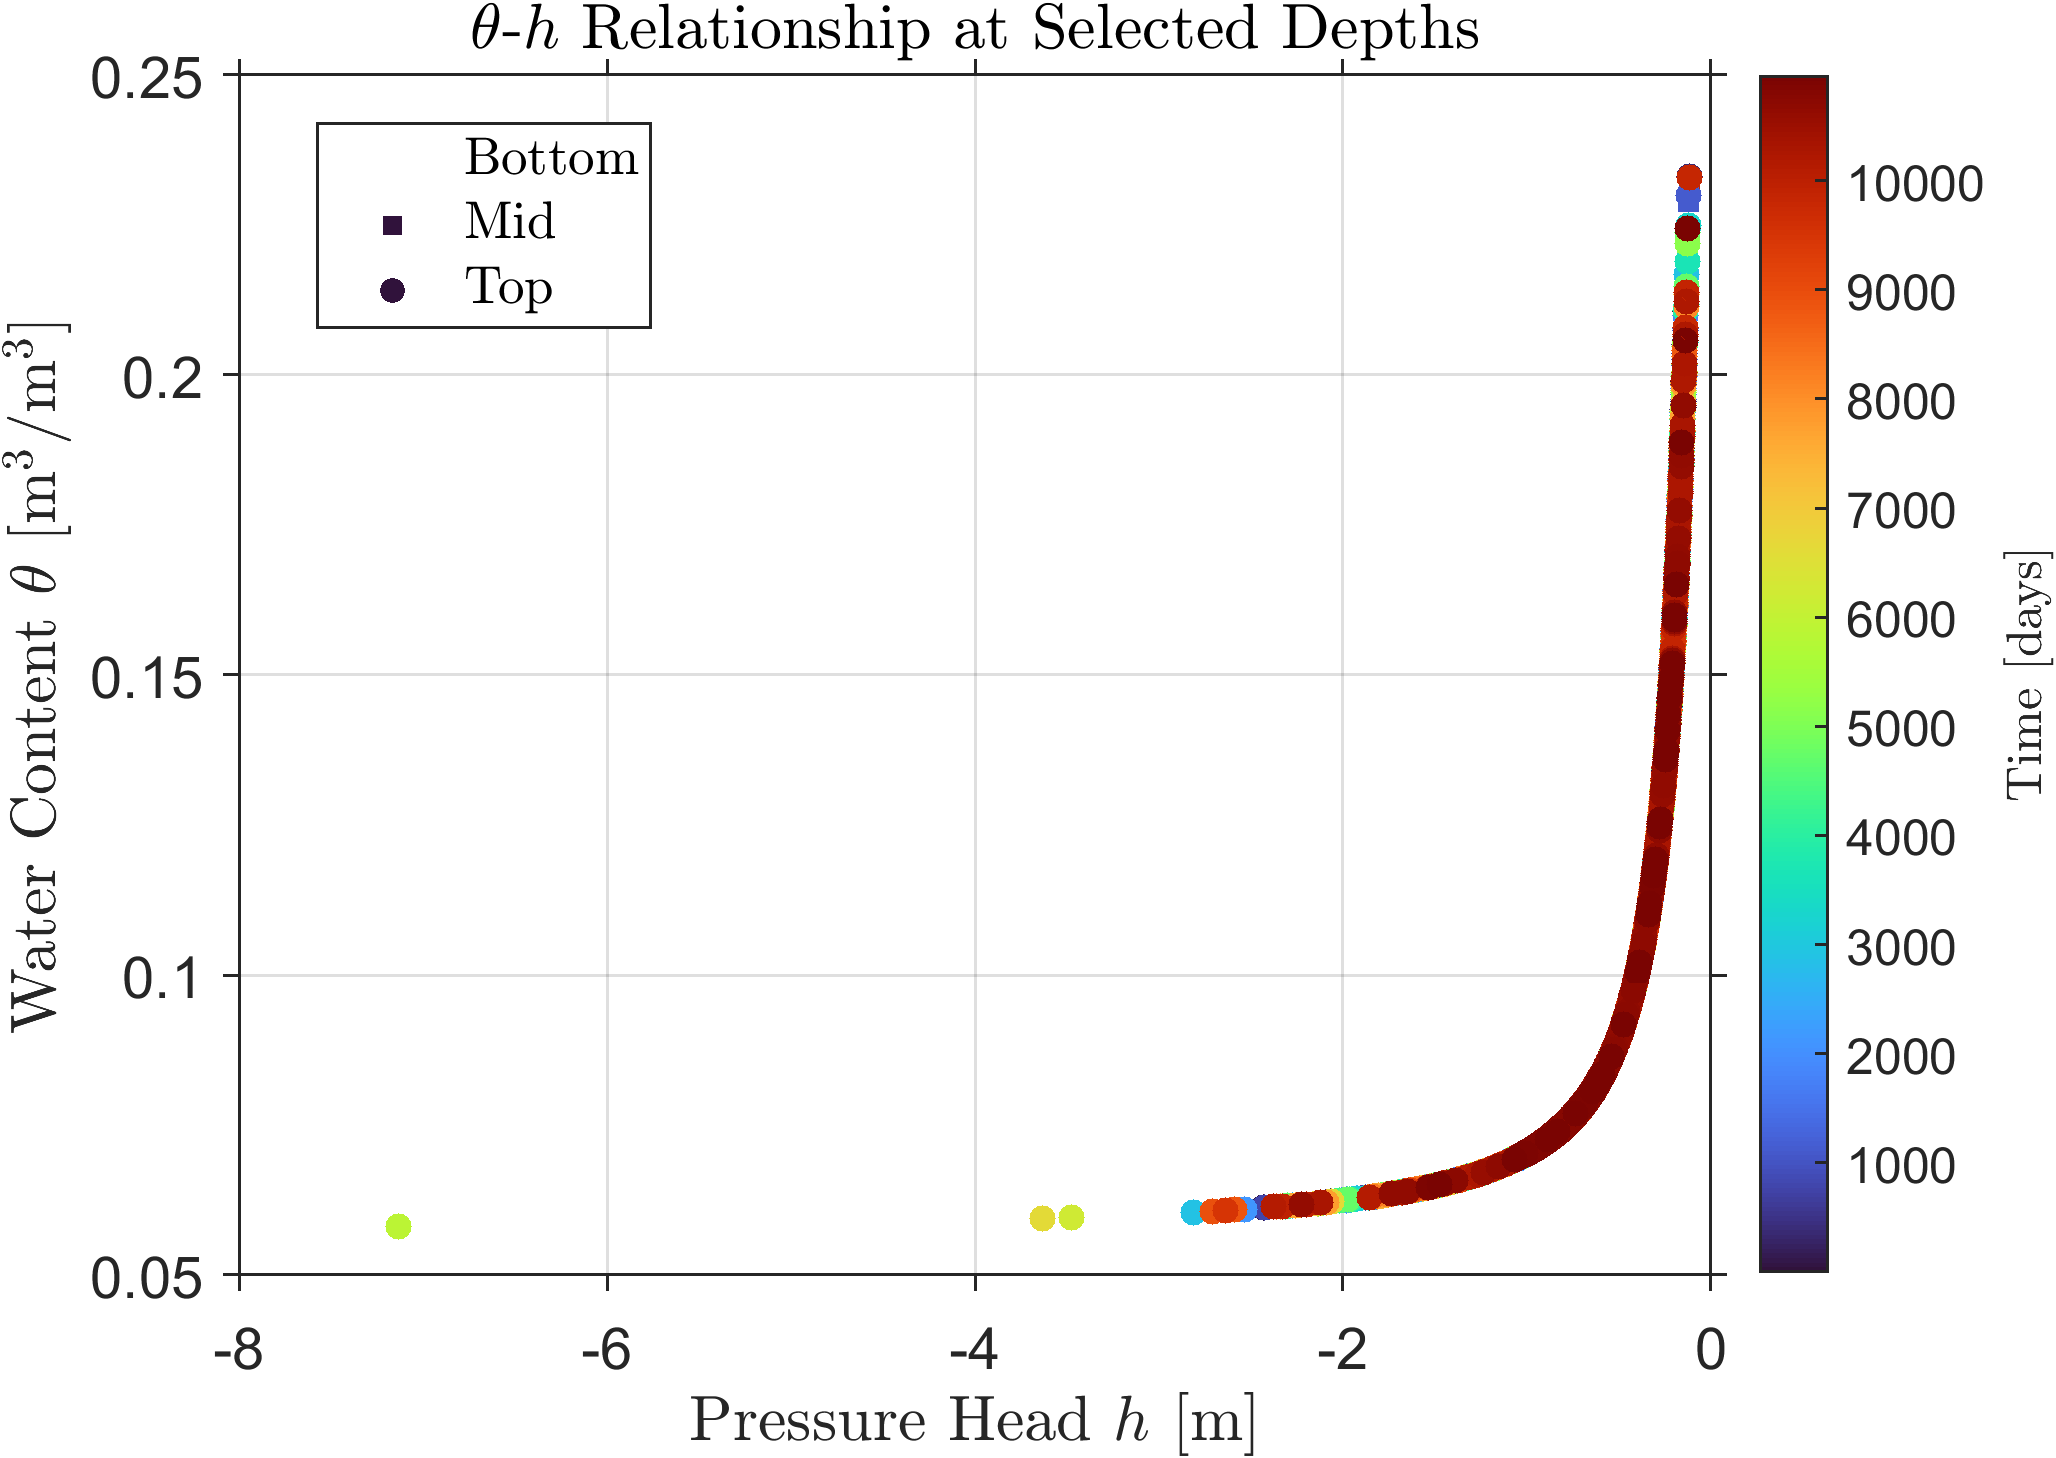 θ-h Relationship at Selected Depths
0.25
0.2
0.15
0.1
0.05
Water Content θ [m³/m³]
Bottom
Mid
Top
-8
-6
-4
-2
0
Pressure Head h [m]
10000
9000
8000
7000
6000
5000
4000
3000
2000
1000
Time [days]